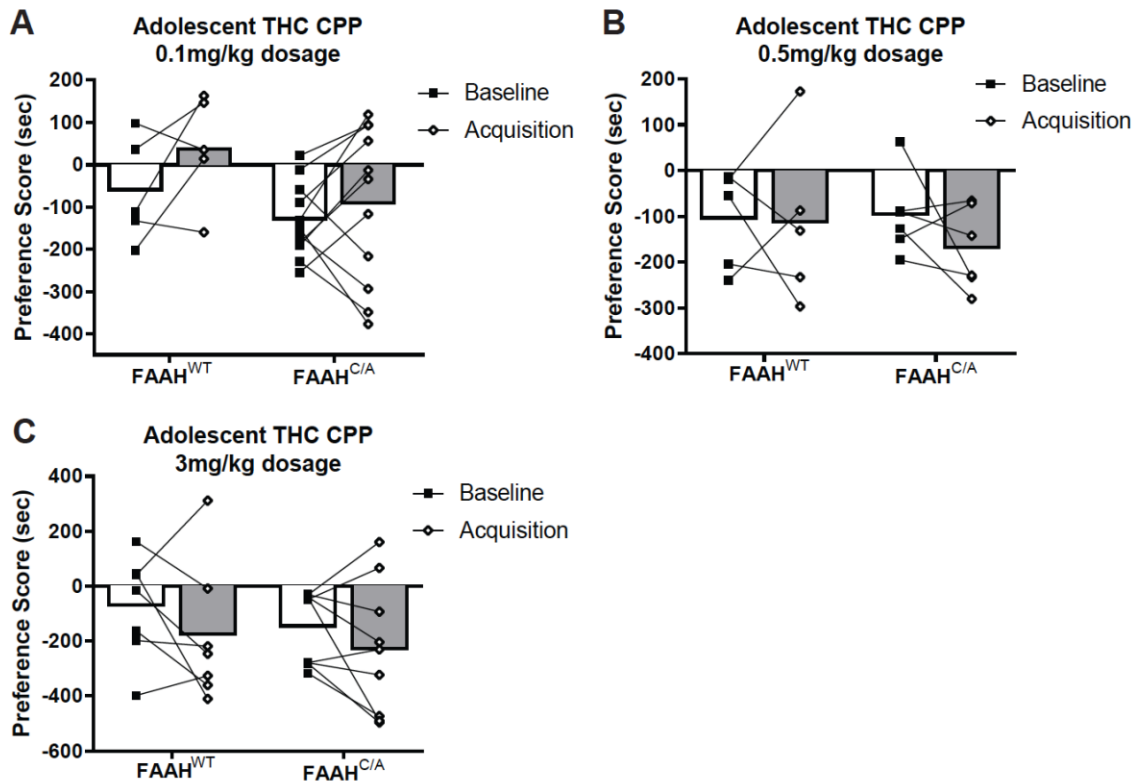 A
Adolescent THC CPP
0.1mg/kg dosage
Preference Score (sec)
200
100
0
-100
-200
-300
-400
Baseline
Acquisition
FAAH^WT
FAAH^C/A
B
Adolescent THC CPP
0.5mg/kg dosage
Preference Score (sec)
200
100
0
-100
-200
-300
-400
Baseline
Acquisition
FAAH^WT
FAAH^C/A
C
Adolescent THC CPP
3mg/kg dosage
Preference Score (sec)
400
200
0
-200
-400
-600
Baseline
Acquisition
FAAH^WT
FAAH^C/A